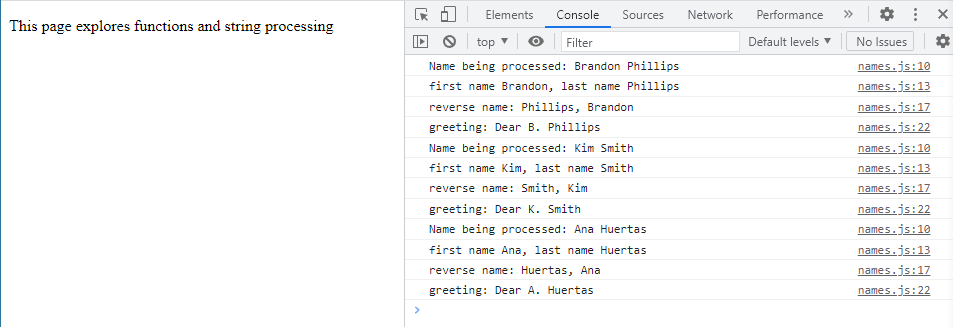 This page explores functions and string processing
Elements Console Sources Network Performance »
top ▼ Filter Default levels ▼ No Issues
Name being processed: Brandon Phillips names.js:10
first name Brandon, last name Phillips names.js:13
reverse name: Phillips, Brandon names.js:17
greeting: Dear B. Phillips names.js:22
Name being processed: Kim Smith names.js:10
first name Kim, last name Smith names.js:13
reverse name: Smith, Kim names.js:17
greeting: Dear K. Smith names.js:22
Name being processed: Ana Huertas names.js:10
first name Ana, last name Huertas names.js:13
reverse name: Huertas, Ana names.js:17
greeting: Dear A. Huertas names.js:22